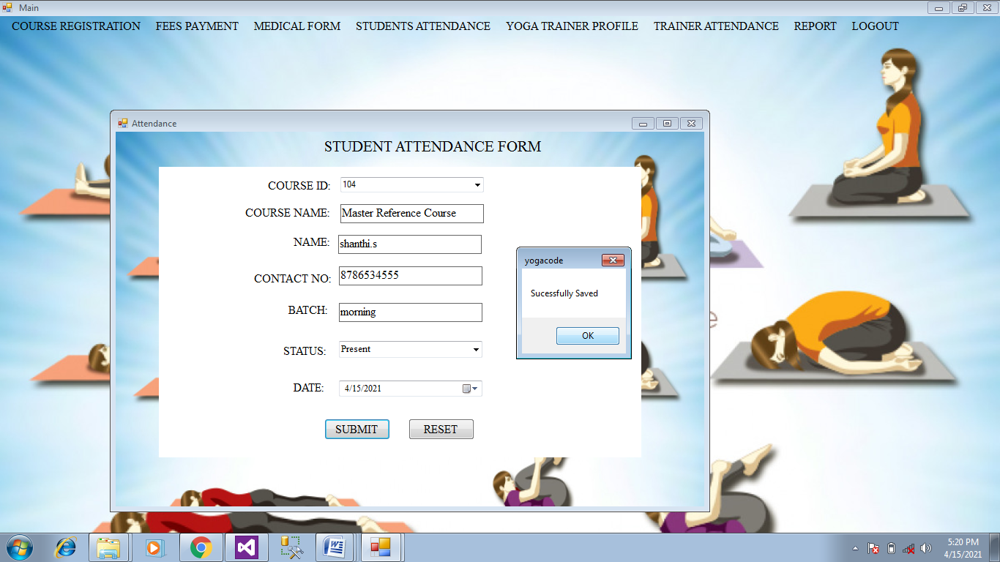 Main
COURSE REGISTRATION FEES PAYMENT MEDICAL FORM STUDENTS ATTENDANCE YOGA TRAINER PROFILE TRAINER ATTENDANCE REPORT LOGOUT
Attendance
STUDENT ATTENDANCE FORM
COURSE ID: 104
COURSE NAME: Master Reference Course
NAME: shanthi.s
CONTACT NO: 8786534555
BATCH: morning
STATUS: Present
DATE: 4/15/2021
SUBMIT RESET
yogacode
Sucessfully Saved
OK
5:20 PM
4/15/2021